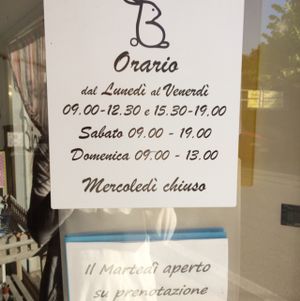 B
Orario
dal Lunedì al Venerdì
09.00-12.30 e 15.30-19.00
Sabato 09.00 - 19.00
Domenica 09.00 - 13.00
Mercoledì chiuso
Il Martedì aperto
su prenotazione